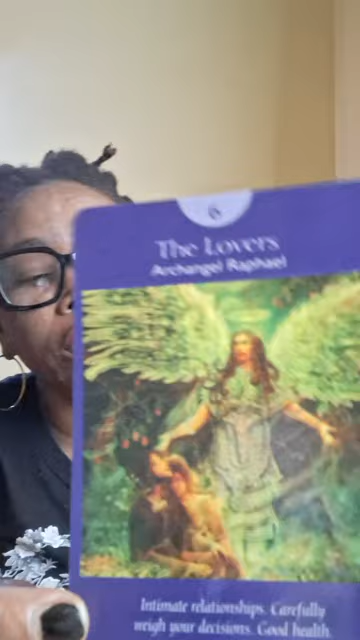 6
The Lovers
Archangel Raphael
Intimate relationships. Carefully
weigh your decisions. Good health.